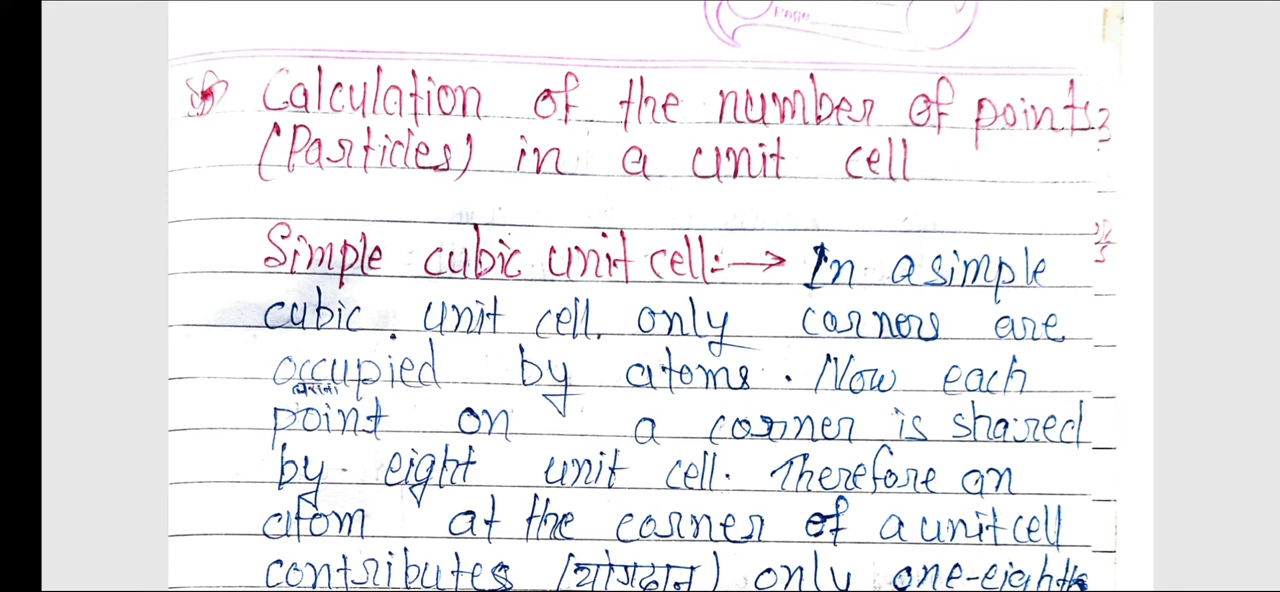 Page
Calculation of the number of points
(Particles) in a unit cell
Simple cubic unit cell:→ In a simple
cubic unit cell, only corners are
occupied by atoms. Now each
point on a corner is shared
by eight unit cell. Therefore an
atom at the corner of a unit cell
contributes (योगदान) only one-eighth